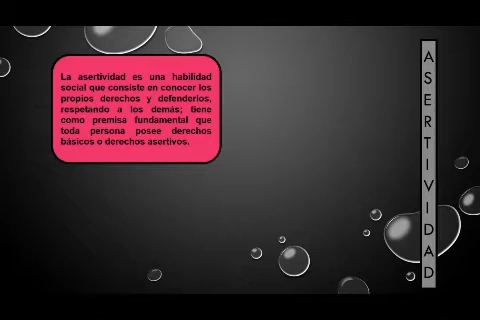 La asertividad es una habilidad
social que consiste en conocer los
propios derechos y defenderlos,
respetando a los demás; tiene
como premisa fundamental que
toda persona posee derechos
básicos o derechos asertivos.
ASERTIVIDAD